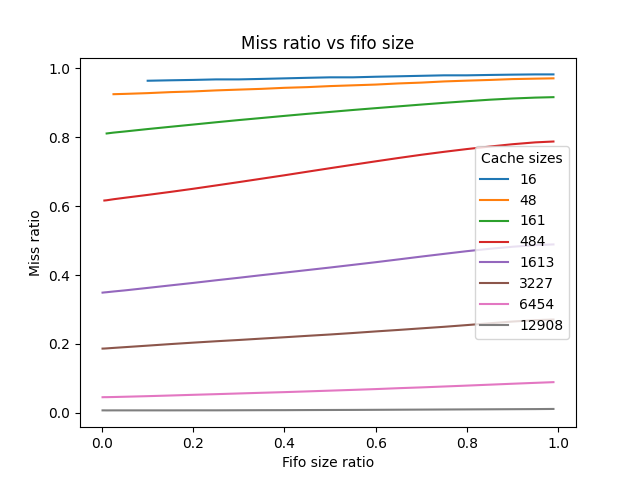 Miss ratio vs fifo size
1.0
0.8
0.6
0.4
0.2
0.0
Miss ratio
Cache sizes
16
48
161
484
1613
3227
6454
12908
0.0 0.2 0.4 0.6 0.8 1.0
Fifo size ratio